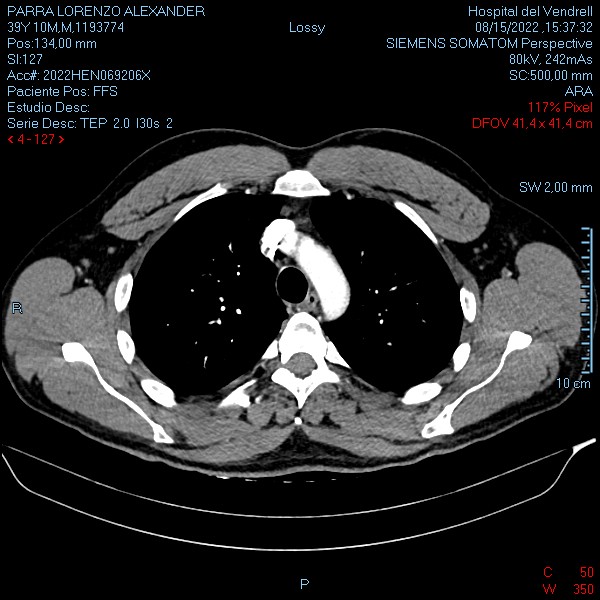 PARRA LORENZO ALEXANDER
39Y 10M,M,1193774
Pos:134,00 mm
SI:127
Acc#: 2022HEN069206X
Paciente Pos: FFS
Estudio Desc:
Serie Desc: TEP 2.0 I30s 2
< 4 - 127 >
Lossy
Hospital del Vendrell
08/15/2022 ,15:37:32
SIEMENS SOMATOM Perspective
80kV, 242mAs
SC:500,00 mm
ARA
117% Pixel
DFOV 41,4 x 41,4 cm
SW 2,00 mm
R
10 cm
P
C 50
W 350